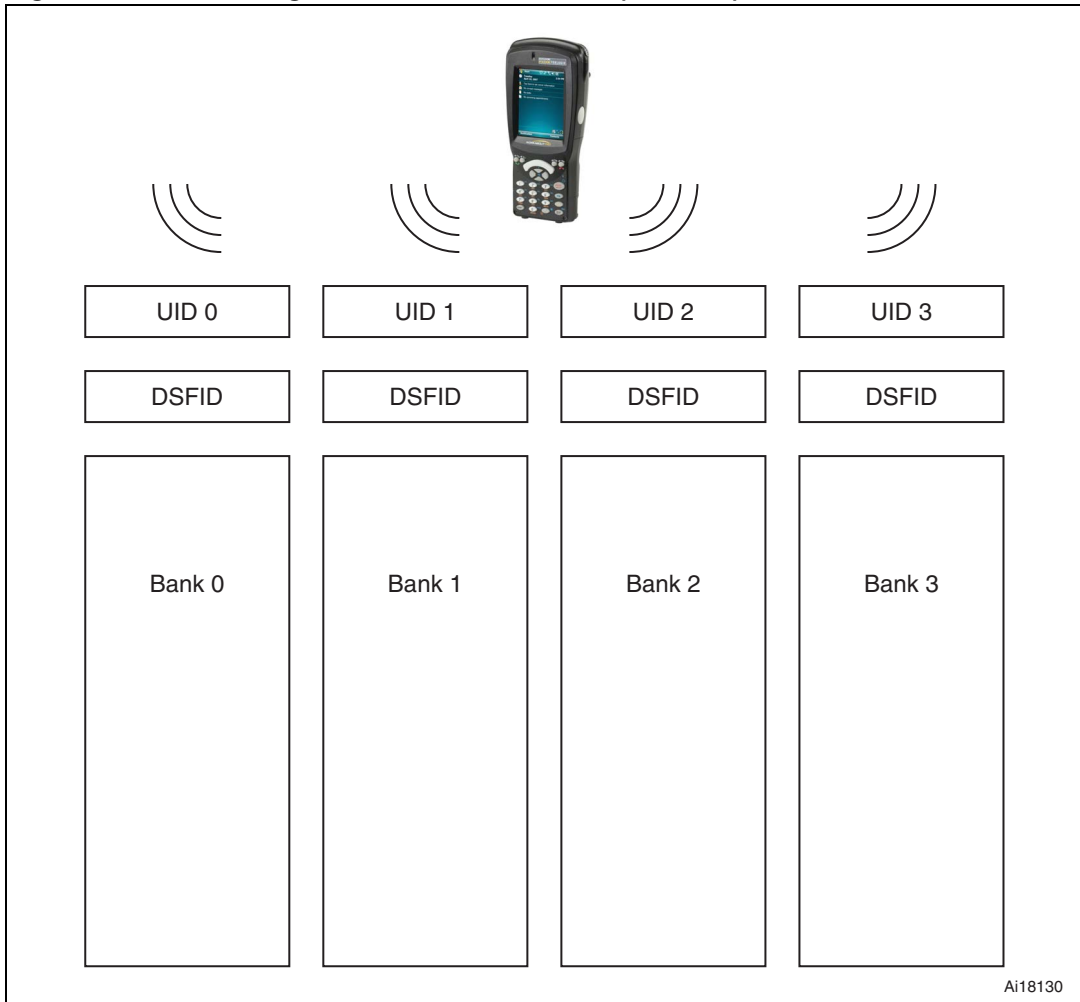 UID 0
UID 1
UID 2
UID 3
DSFID
DSFID
DSFID
DSFID
Bank 0
Bank 1
Bank 2
Bank 3
Ai18130